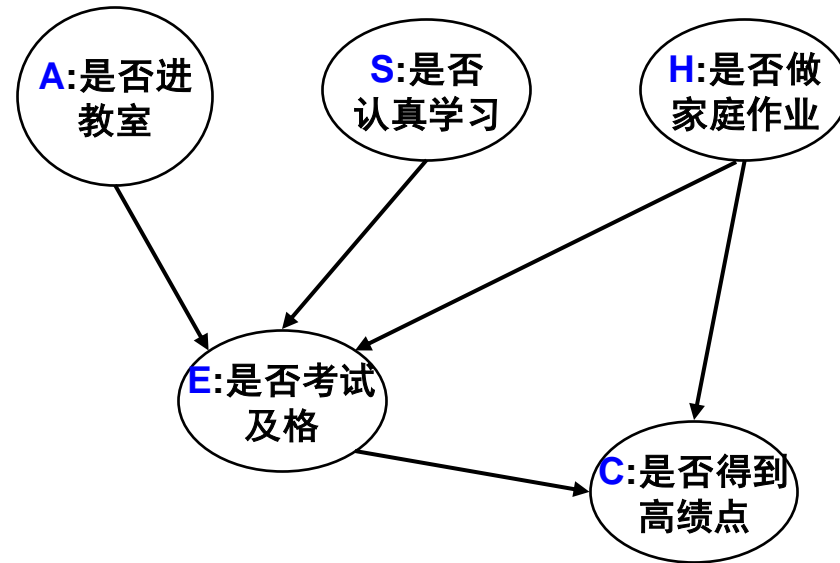 A:是否进
教室
S:是否
认真学习
H:是否做
家庭作业
E:是否考试
及格
C:是否得到
高绩点